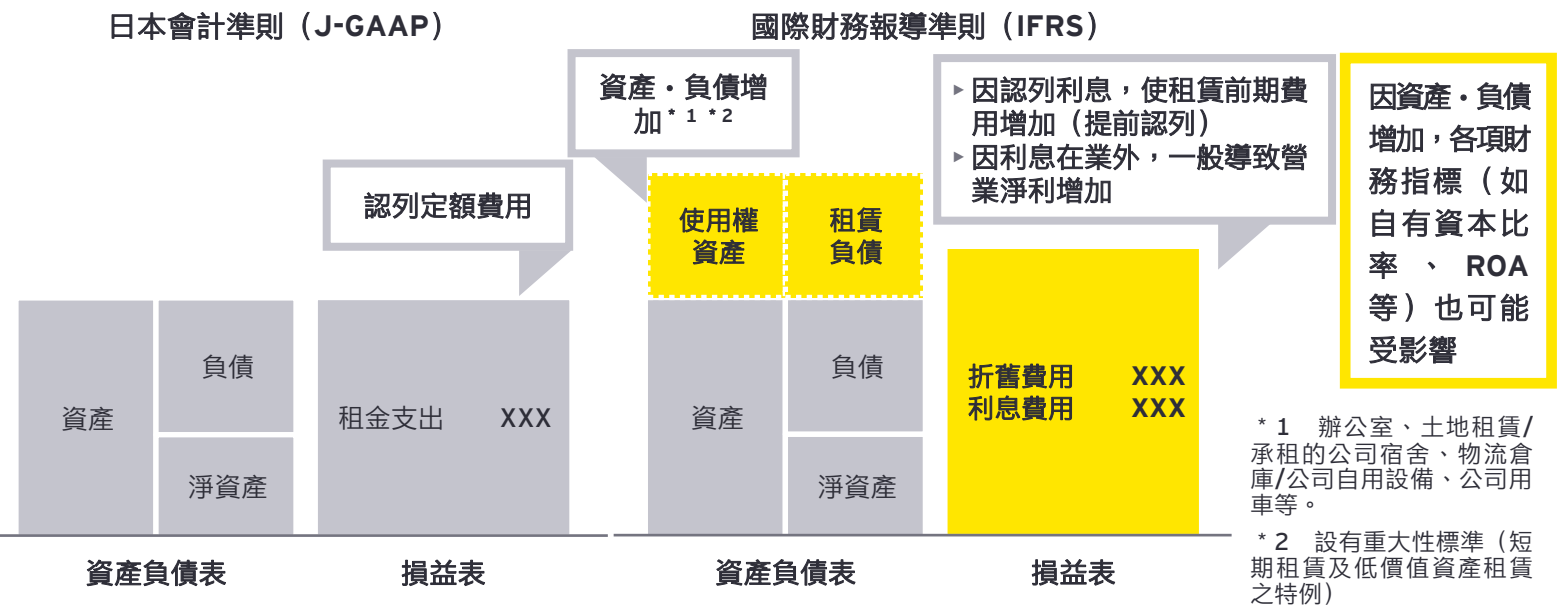 日本會計準則（J-GAAP）
國際財務報導準則（IFRS）
認列定額費用
資產
負債
淨資產
租金支出 XXX
資產負債表
損益表
資產・負債增
加*1 *2
▸因認列利息，使租賃前期費
用增加（提前認列）
▸因利息在業外，一般導致營
業淨利增加
使用權
資產
租賃
負債
資產
負債
淨資產
折舊費用 XXX
利息費用 XXX
資產負債表
損益表
因資產・負債
增加，各項財
務指標（如
自有資本比
率、ROA
等）也可能
受影響
*1 辦公室、土地租賃/
承租的公司宿舍、物流倉
庫/公司自用設備、公司用
車等。
*2 設有重大性標準（短
期租賃及低價值資產租賃
之特例）